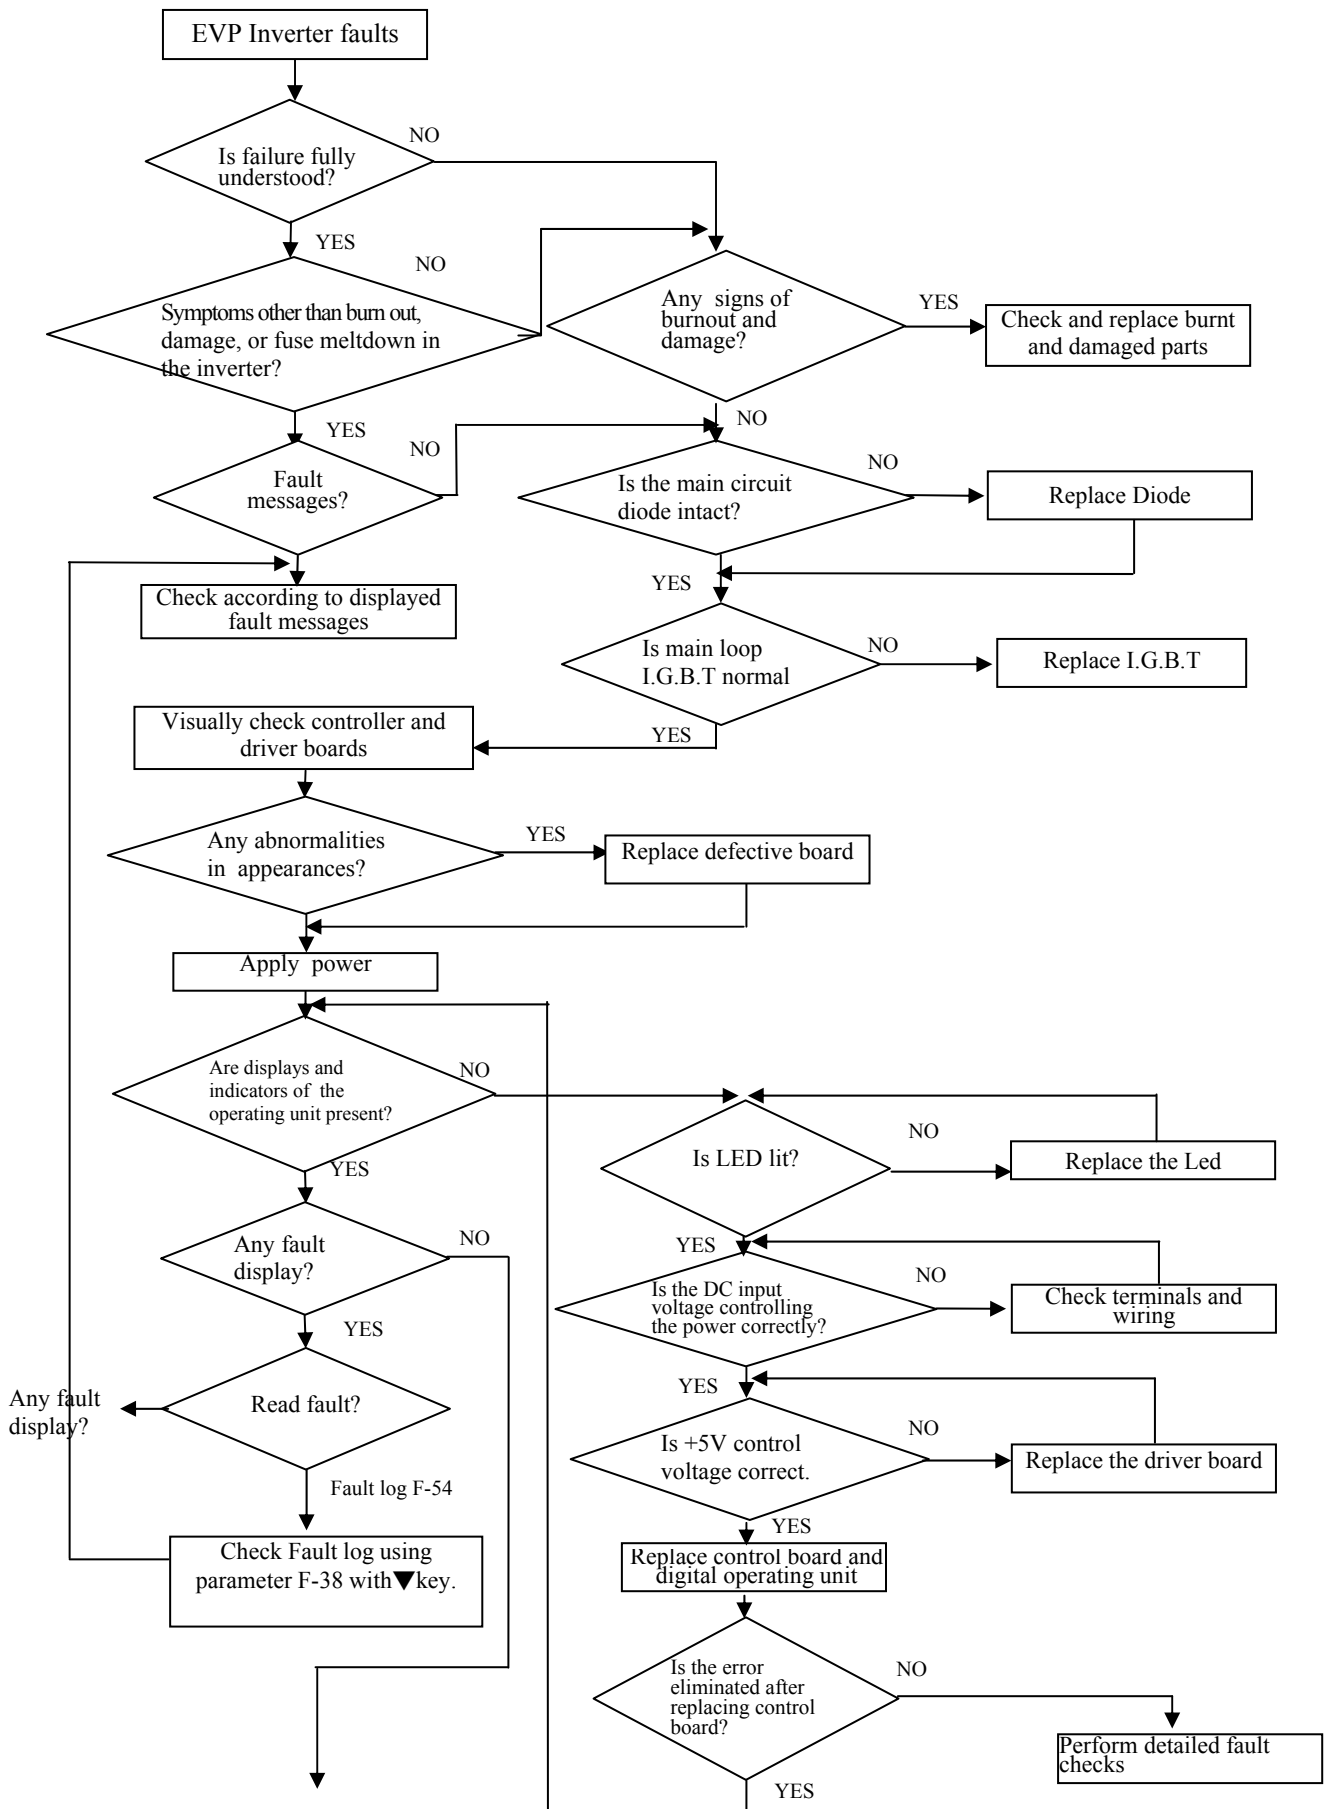 EVP Inverter faults
NO
Is failure fully
understood?
YES
NO
Symptoms other than burn out,
damage, or fuse meltdown in
the inverter?
Any signs of
burnout and
damage?
YES
Check and replace burnt
and damaged parts
NO
YES
NO
Fault
messages?
Is the main circuit
diode intact?
NO
Replace Diode
YES
Check according to displayed
fault messages
Is main loop
I.G.B.T normal
NO
Replace I.G.B.T
YES
Visually check controller and
driver boards
Any abnormalities
in appearances?
YES
Replace defective board
Apply power
Are displays and
indicators of the
operating unit present?
NO
YES
Is LED lit?
NO
Replace the Led
YES
Any fault
display?
NO
Is the DC input
voltage controlling
the power correctly?
NO
Check terminals and
wiring
YES
YES
Any fault
display?
Read fault?
Is +5V control
voltage correct.
NO
Replace the driver board
Fault log F-54
YES
Check Fault log using
parameter F-38 with▼key.
Replace control board and
digital operating unit
Is the error
eliminated after
replacing control
board?
NO
Perform detailed fault
checks
YES